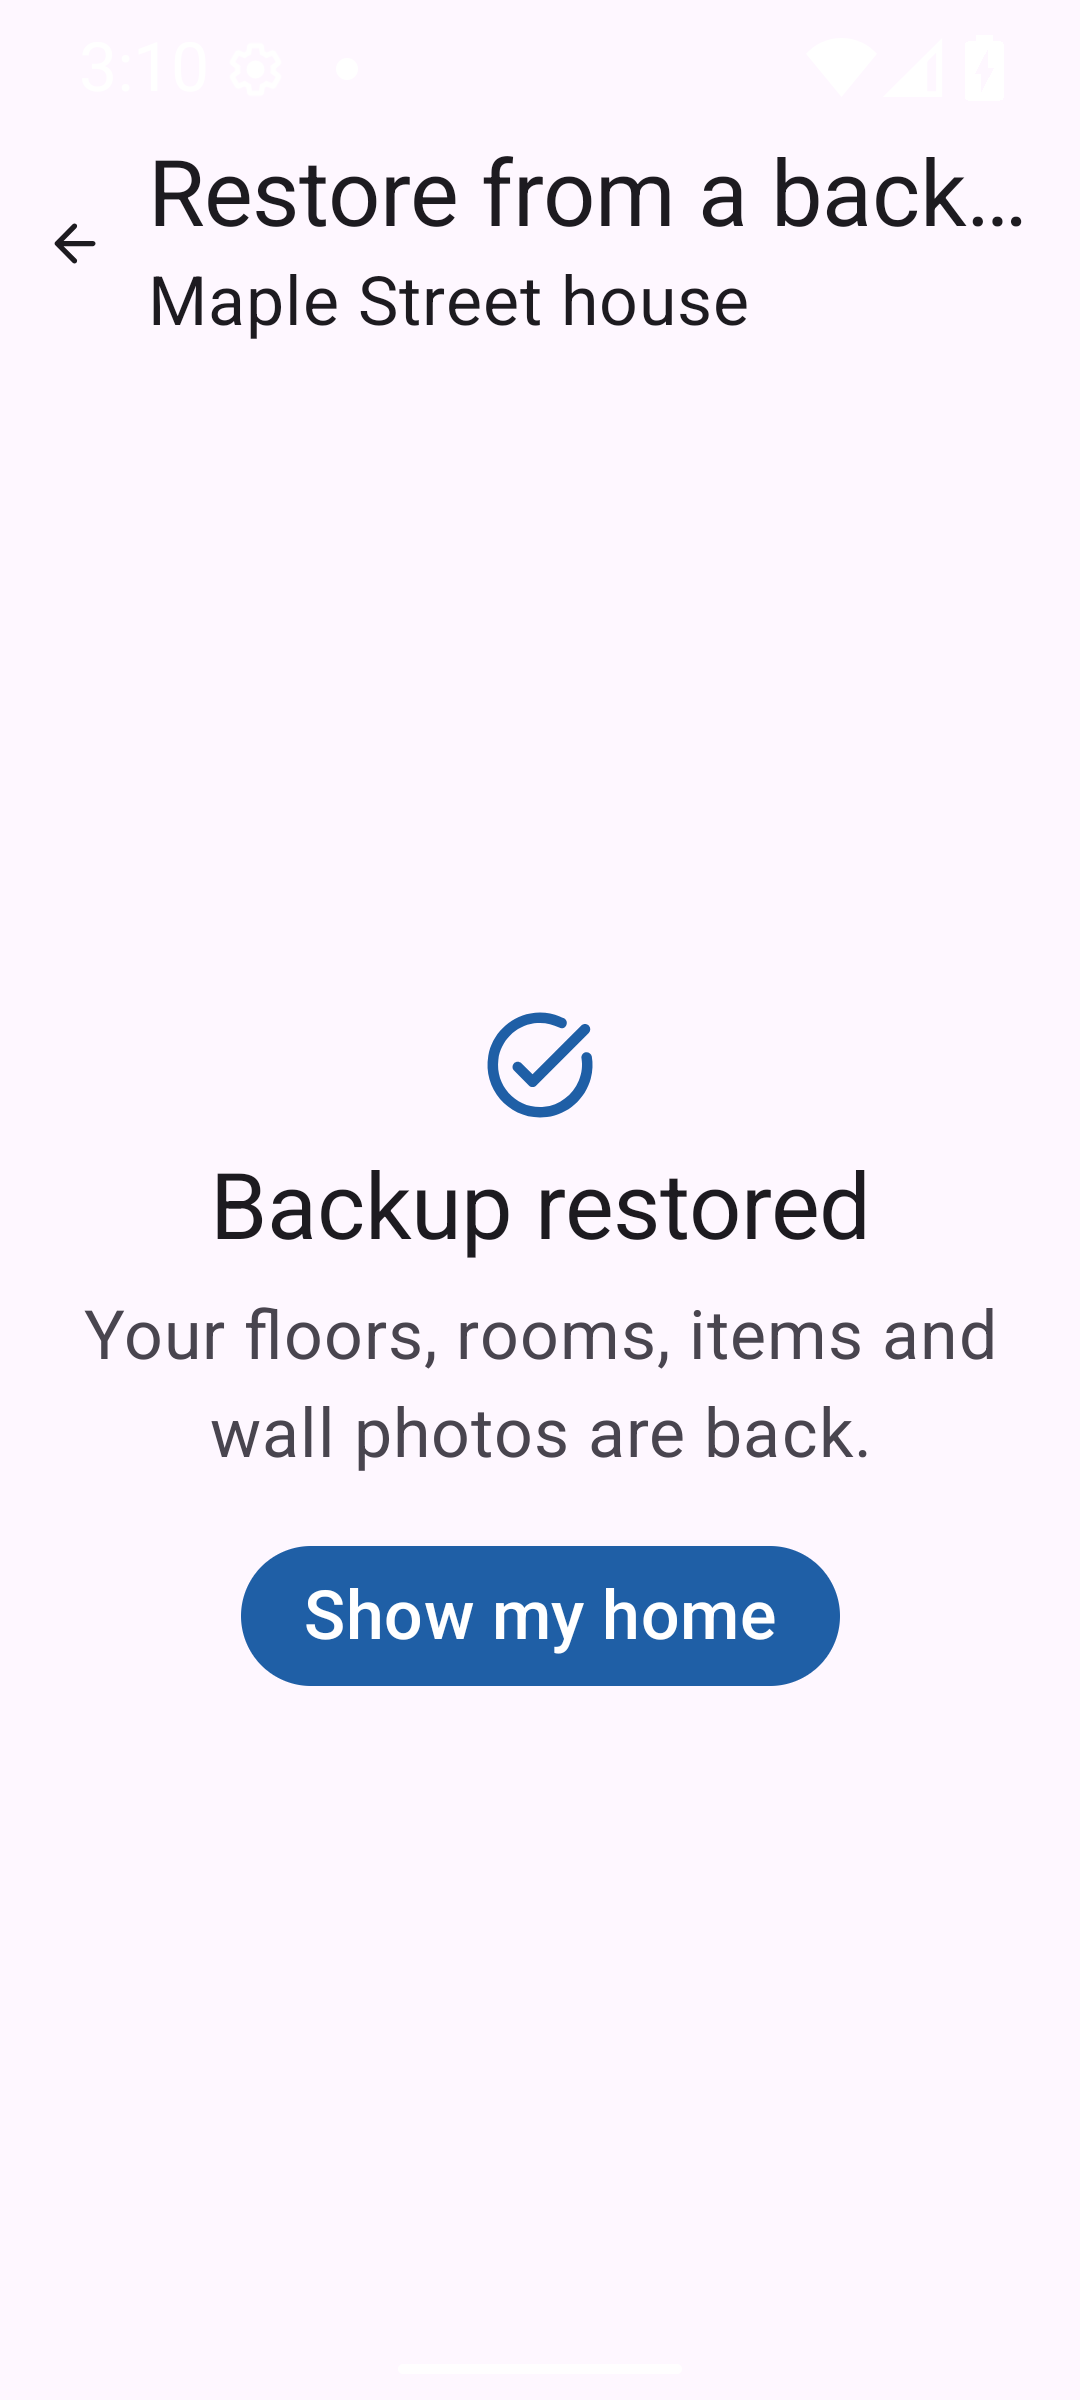 3:10
Restore from a back...
Maple Street house
Backup restored
Your floors, rooms, items and
wall photos are back.
Show my home